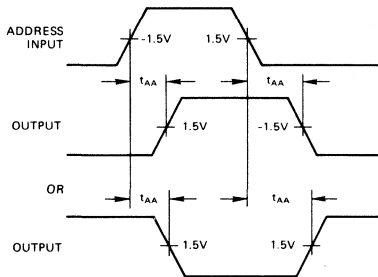 ADDRESS
INPUT
-1.5V
1.5V
tAA
tAA
OUTPUT
1.5V
-1.5V
OR
tAA
tAA
OUTPUT
1.5V
1.5V